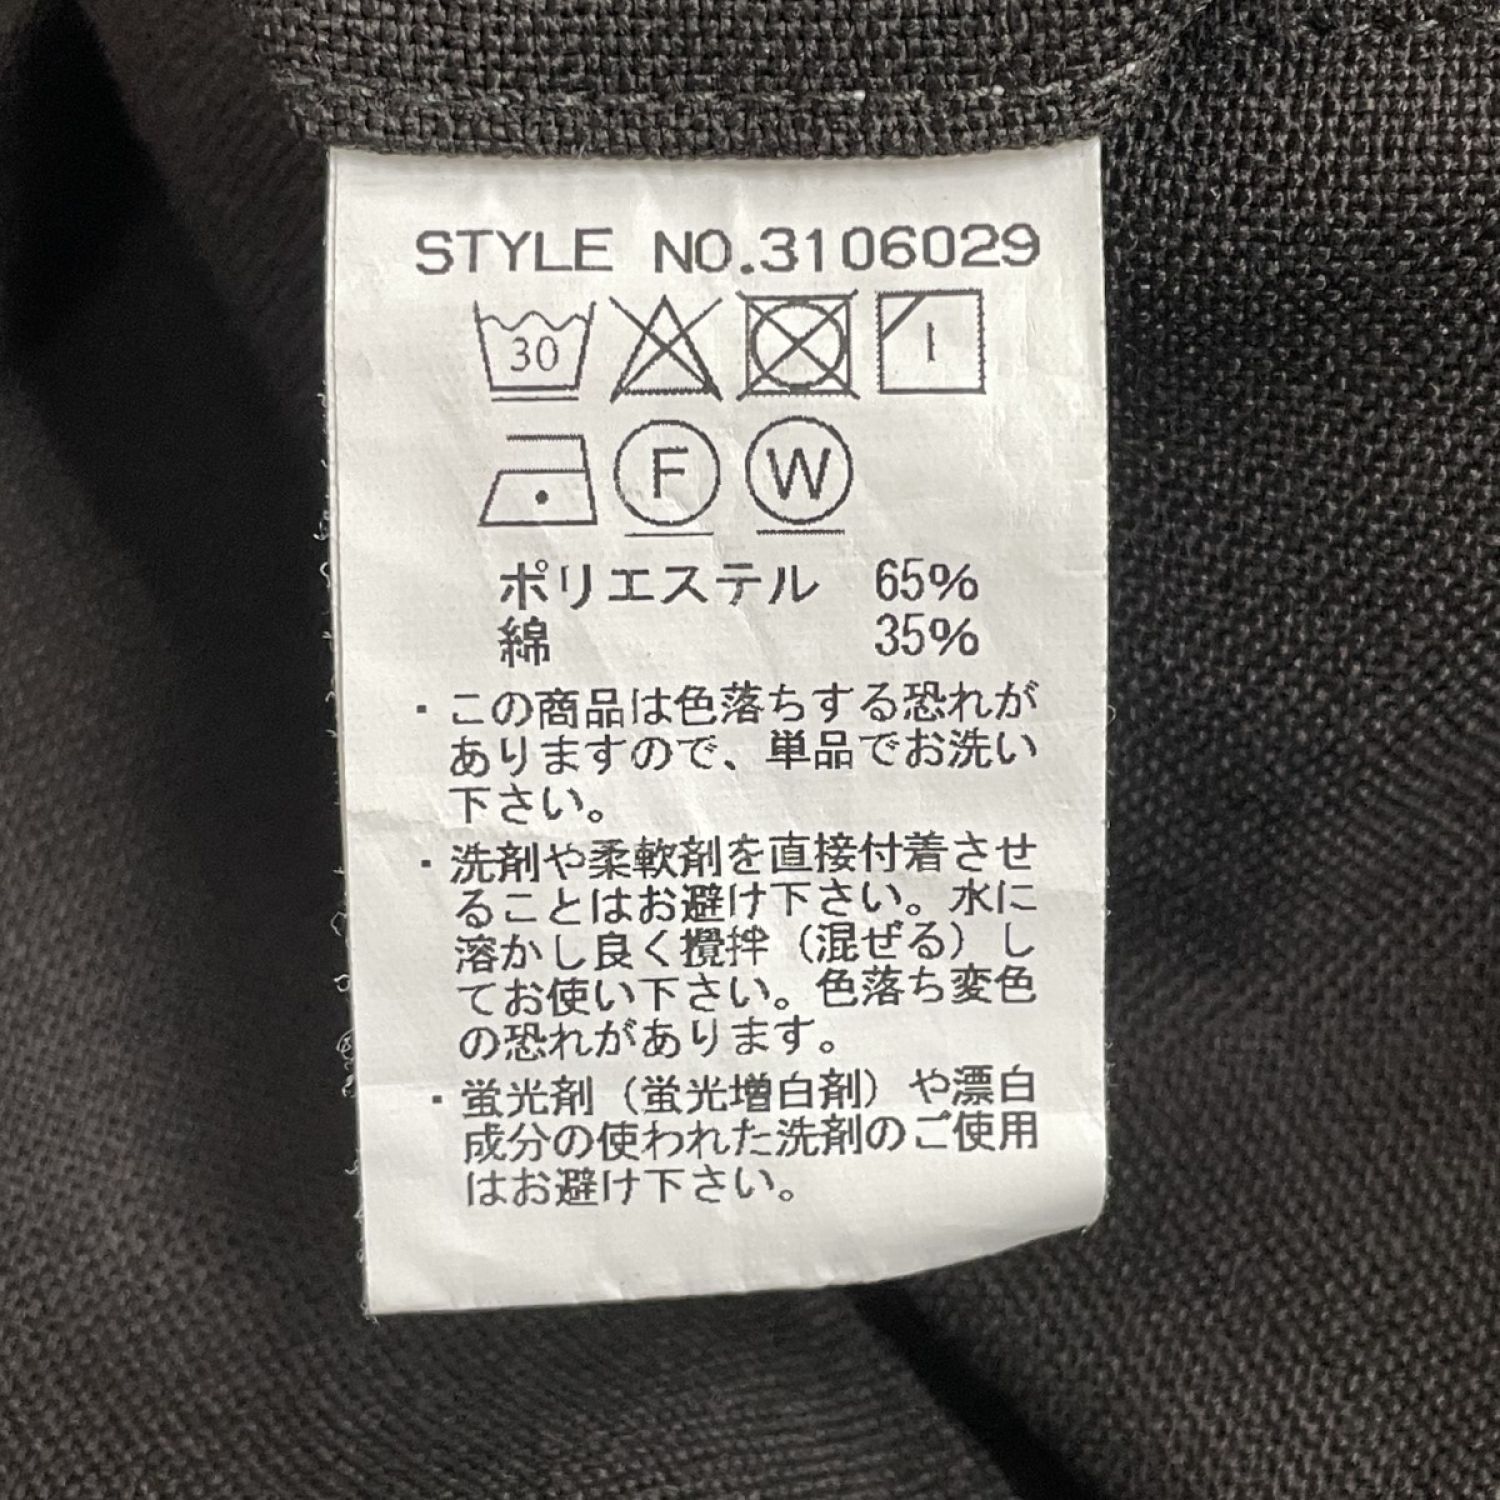 STYLE NO.3106029
30
F W
ポリエステル 65%
綿 35%
・この商品は色落ちする恐れが
ありますので、単品でお洗い
下さい。
・洗剤や柔軟剤を直接付着させ
ることはお避け下さい。水に
溶かし良く攪拌（混ぜる）し
てお使い下さい。色落ち変色
の恐れがあります。
・蛍光剤（蛍光増白剤）や漂白
成分の使われた洗剤のご使用
はお避け下さい。